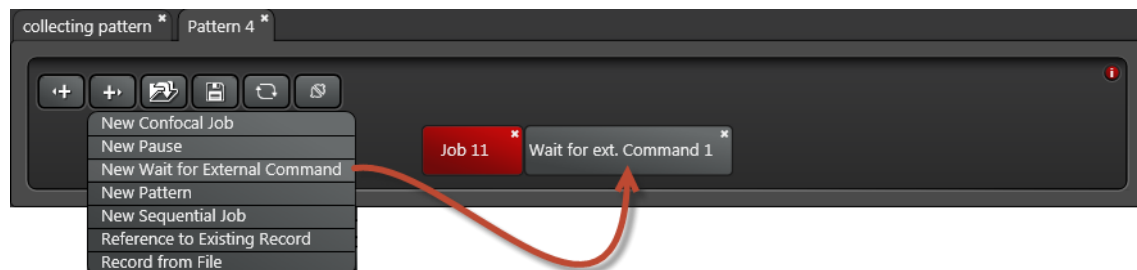 collecting pattern
Pattern 4
New Confocal Job
New Pause
New Wait for External Command
New Pattern
New Sequential Job
Reference to Existing Record
Record from File
Job 11
Wait for ext. Command 1